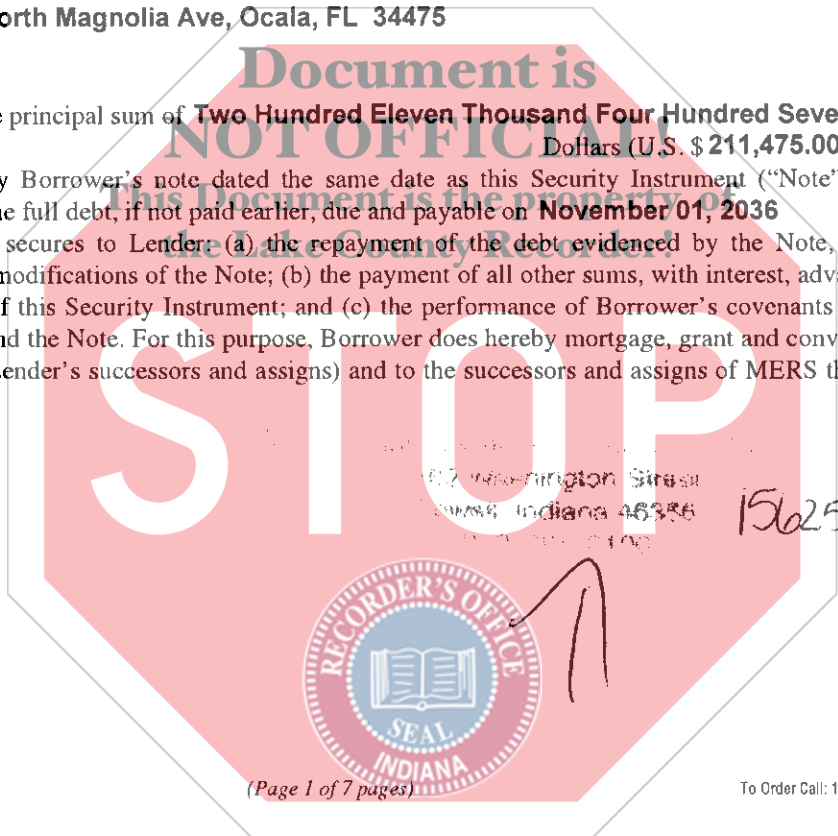 orth Magnolia Ave, Ocala, FL 34475
Document is
e principal sum of Two Hundred Eleven Thousand Four Hundred Seve
NOT OFFICIAL!
Dollars (U.S. $ 211,475.00
y Borrower's note dated the same date as this Security Instrument ("Note"
This Document is the property of
e full debt, if not paid earlier, due and payable on November 01, 2036
secures to Lender: (a) the repayment of the debt evidenced by the Note,
the Lake County Recorder!
modifications of the Note; (b) the payment of all other sums, with interest, adv
f this Security Instrument; and (c) the performance of Borrower's covenants
nd the Note. For this purpose, Borrower does hereby mortgage, grant and conv
ender's successors and assigns) and to the successors and assigns of MERS th
STOP
ington Street
Indiana 46356
15625
RECORDER'S OFFICE
SEAL
INDIANA
(Page 1 of 7 pages)
To Order Call: 1